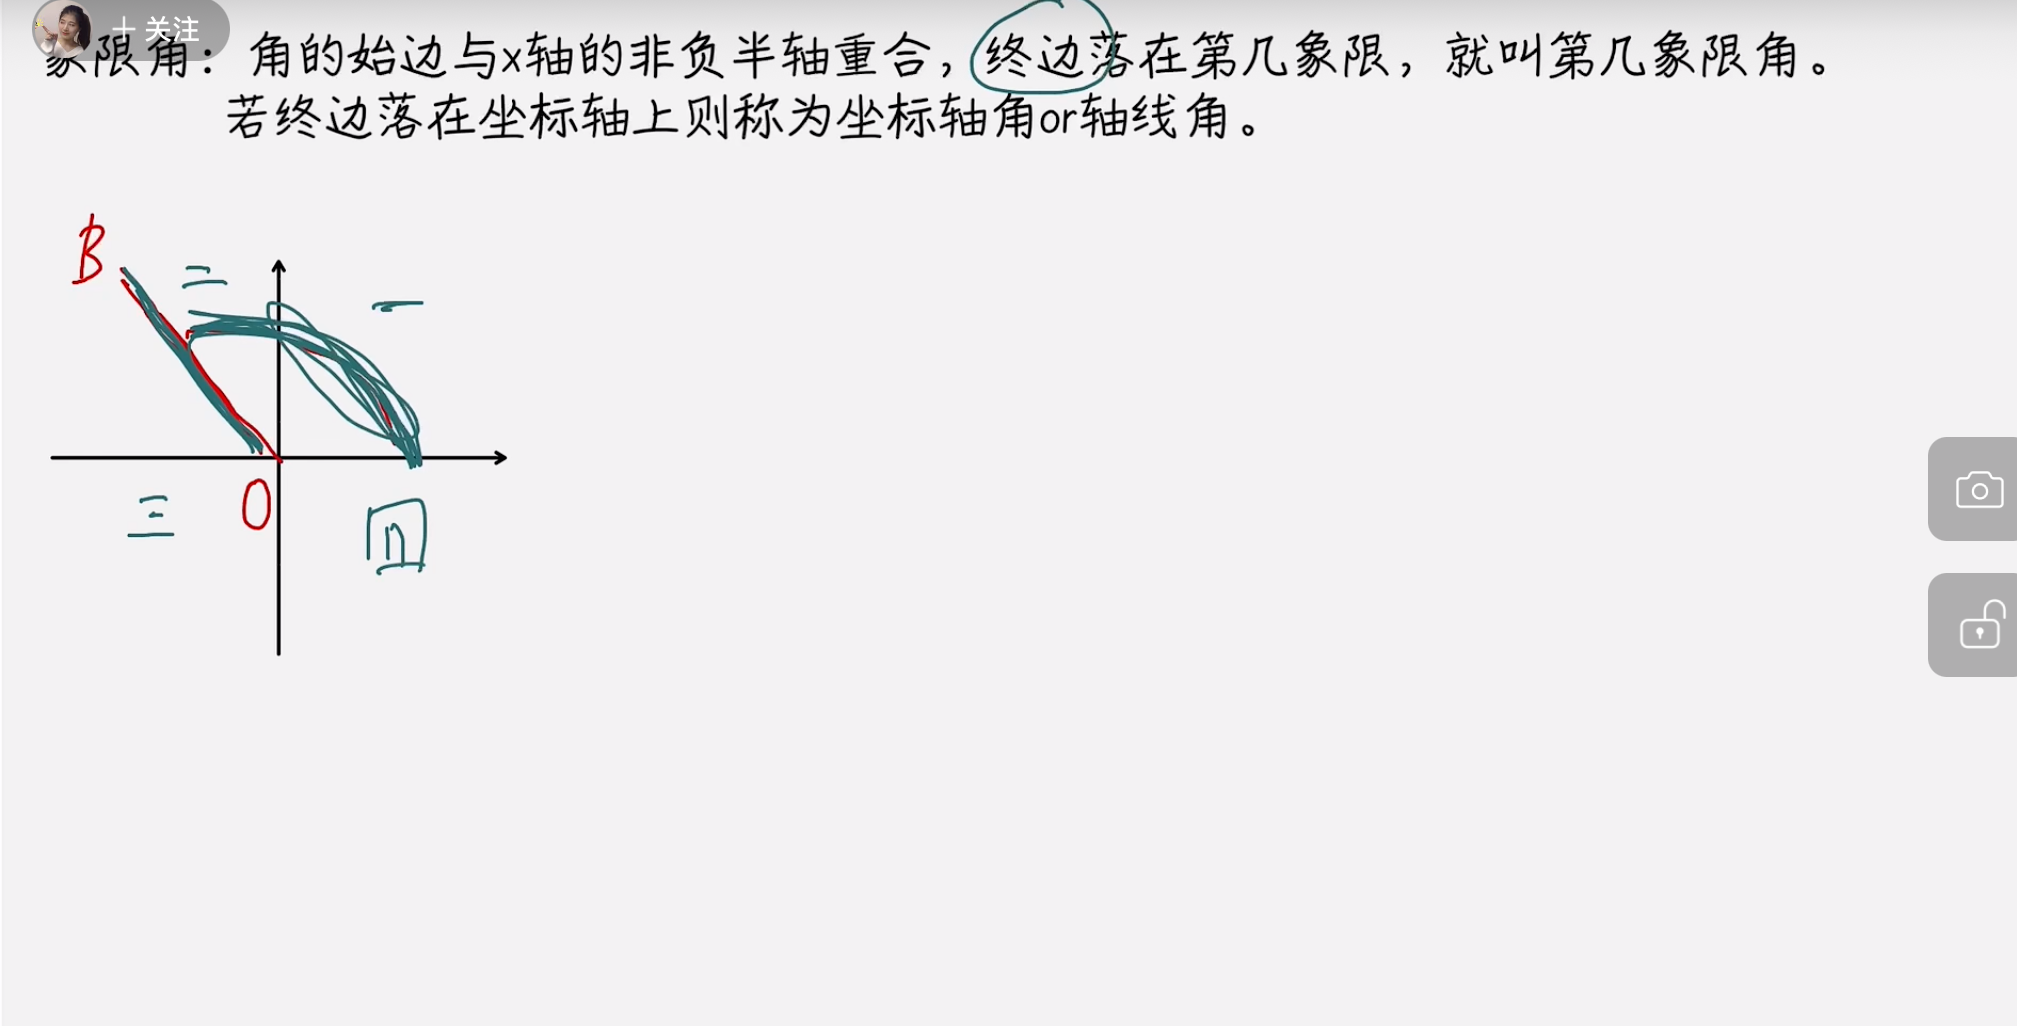 + 关注
象限角：角的始边与x轴的非负半轴重合，终边落在第几象限，就叫第几象限角。
若终边落在坐标轴上则称为坐标轴角or轴线角。
B
二
一
三
O
四